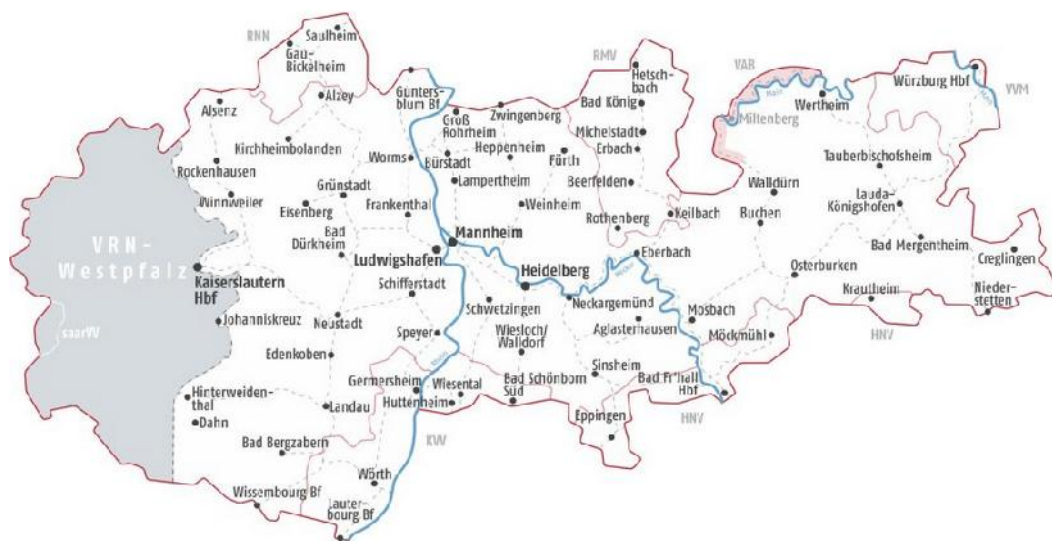 RNN
Saulheim
Gau-
Bickelheim
Alsenz
Alzey
Günters-
blum Bf
Kirchheimbolanden
Worms
Rockenhausen
Winnweiler
Grünstadt
Eisenberg
Frankenthal
Bad
Dürkheim
VRN-
Westpfalz
Kaiserslautern
Hbf
Ludwigshafen
Schifferstadt
saarVV
Johanniskreuz
Neustadt
Speyer
Edenkoben
Rhein
Hinterweiden-
thal
Dahn
Landau
Germersheim
Bad Bergzabern
Wörth
Wissembourg Bf
Lauter-
bourg Bf
KVV
RMV
Hetsch-
bach
Bad König
Groß
Rohrheim
Zwingenberg
Michelstadt
Bürstadt
Heppenheim
Fürth
Erbach
Lampertheim
Beerfelden
Weinheim
Rothenberg
Keilbach
Mannheim
Heidelberg
Eberbach
Neckar
Schwetzingen
Neckargemünd
Wiesloch/
Walldorf
Aglasterhausen
Mosbach
Möckmühl
Sinsheim
Wiesental
Huttenheim
Bad Schönborn
Süd
Bad Fr'hall
Hbf
Eppingen
HNV
VAR
Main
Miltenberg
Wertheim
Würzburg Hbf
Main
VVM
Tauberbischofsheim
Walldürn
Lauda-
Königshofen
Buchen
Bad Mergentheim
Creglingen
Osterburken
Krautheim
Nieder-
stetten
HNV